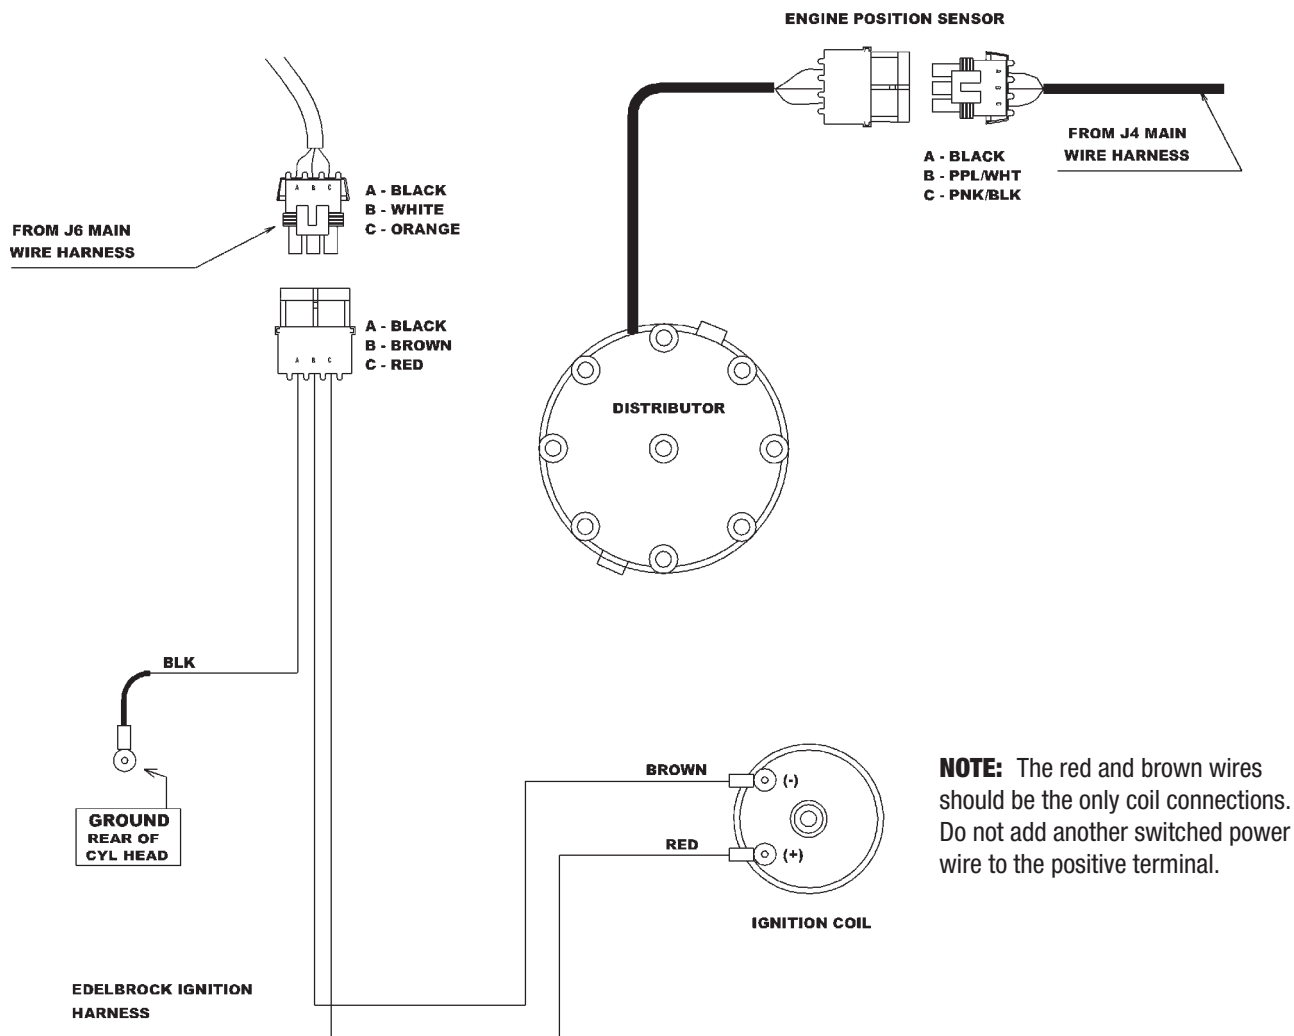 ENGINE POSITION SENSOR
FROM J4 MAIN
WIRE HARNESS
A - BLACK
B - PPL/WHT
C - PNK/BLK
A B C
A B C
A - BLACK
B - WHITE
C - ORANGE
FROM J6 MAIN
WIRE HARNESS
A - BLACK
B - BROWN
C - RED
A B C
DISTRIBUTOR
BLK
GROUND
REAR OF
CYL HEAD
BROWN
(-)
RED
(+)
IGNITION COIL
NOTE: The red and brown wires
should be the only coil connections.
Do not add another switched power
wire to the positive terminal.
EDELBROCK IGNITION
HARNESS